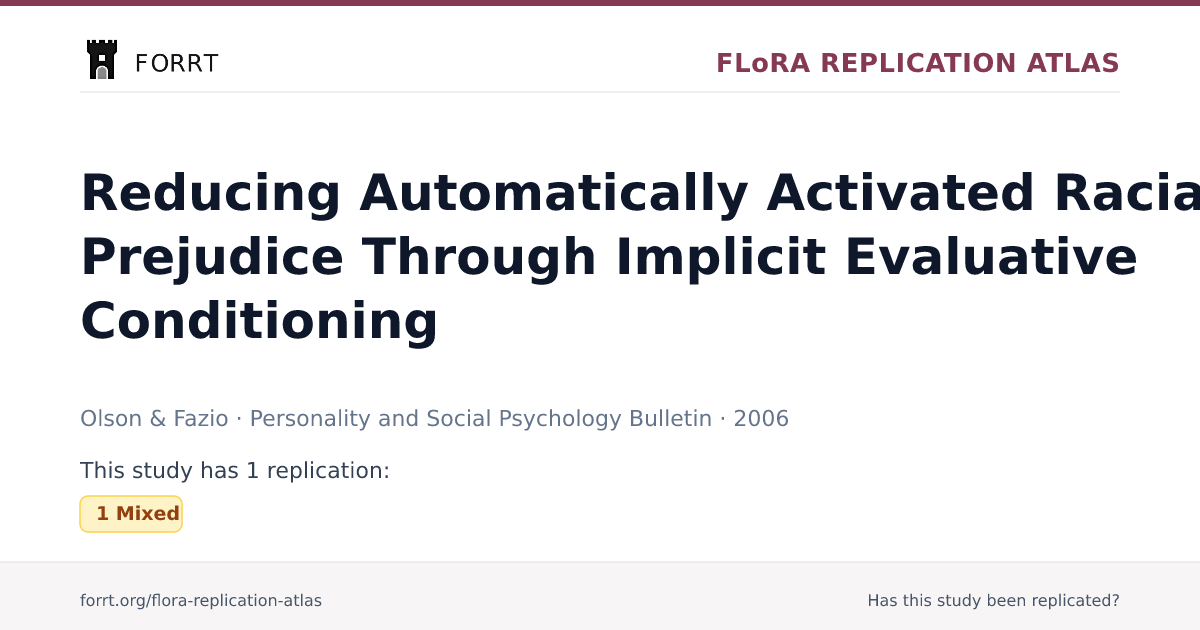 FORRT
FLoRA REPLICATION ATLAS
Reducing Automatically Activated Racia
Prejudice Through Implicit Evaluative
Conditioning
Olson & Fazio · Personality and Social Psychology Bulletin · 2006
This study has 1 replication:
1 Mixed
forrt.org/flora-replication-atlas
Has this study been replicated?